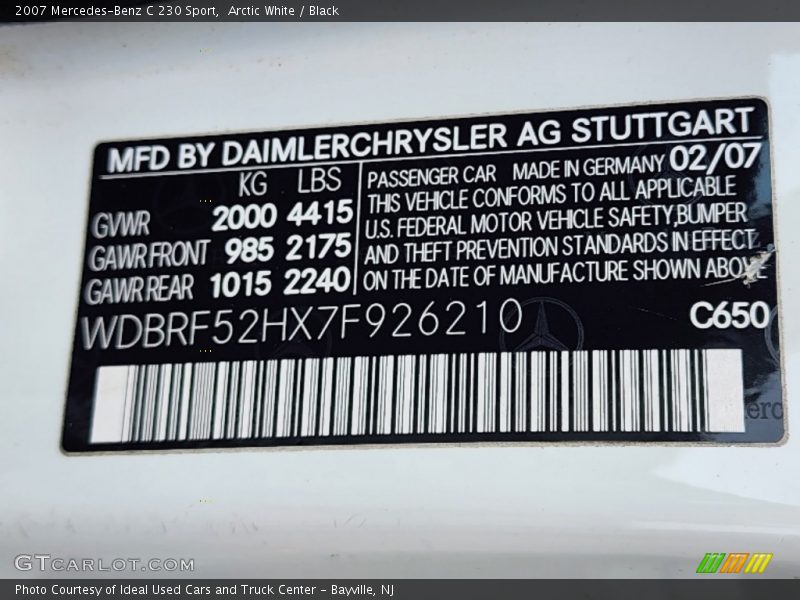 2007 Mercedes-Benz C 230 Sport,  Arctic White / Black
MFD BY DAIMLERCHRYSLER AG STUTTGART
KG LBS
GVWR 2000 4415
GAWR FRONT 985 2175
GAWR REAR 1015 2240
PASSENGER CAR MADE IN GERMANY 02/07
THIS VEHICLE CONFORMS TO ALL APPLICABLE
U.S. FEDERAL MOTOR VEHICLE SAFETY,BUMPER
AND THEFT PREVENTION STANDARDS IN EFFECT
ON THE DATE OF MANUFACTURE SHOWN ABOVE
WDBRF52HX7F926210
C650
GTCARLOT.COM
Photo Courtesy of Ideal Used Cars and Truck Center - Bayville, NJ